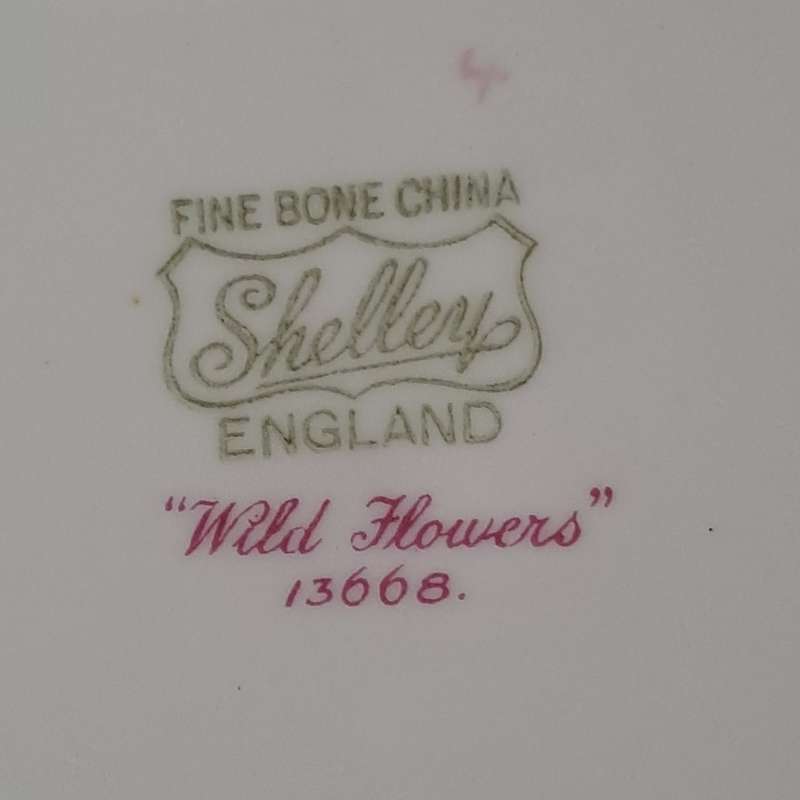 FINE BONE CHINA
Shelley
ENGLAND
"Wild Flowers"
13668.